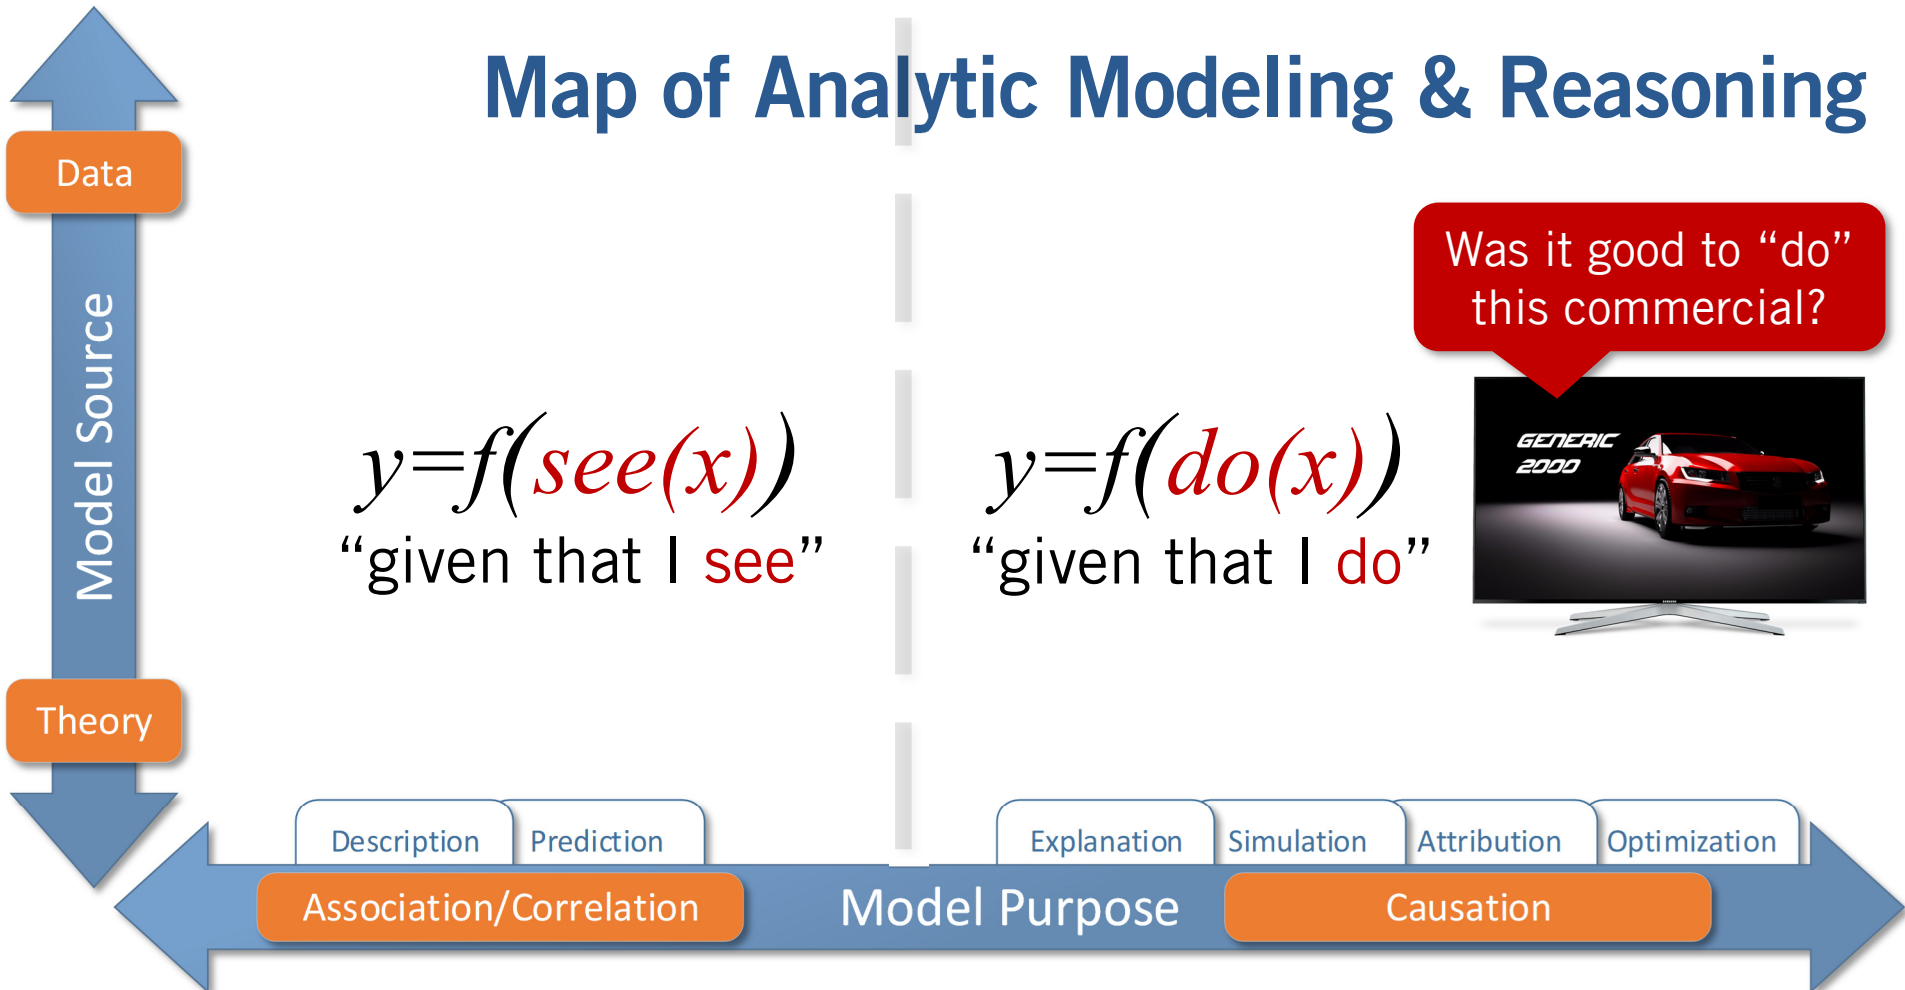 Map of Analytic Modeling & Reasoning
Data
Model Source
Theory
Was it good to “do”
this commercial?
GENERIC
2000
y=f(see(x))
“given that I see”
y=f(do(x))
“given that I do”
Description
Prediction
Explanation
Simulation
Attribution
Optimization
Association/Correlation
Model Purpose
Causation